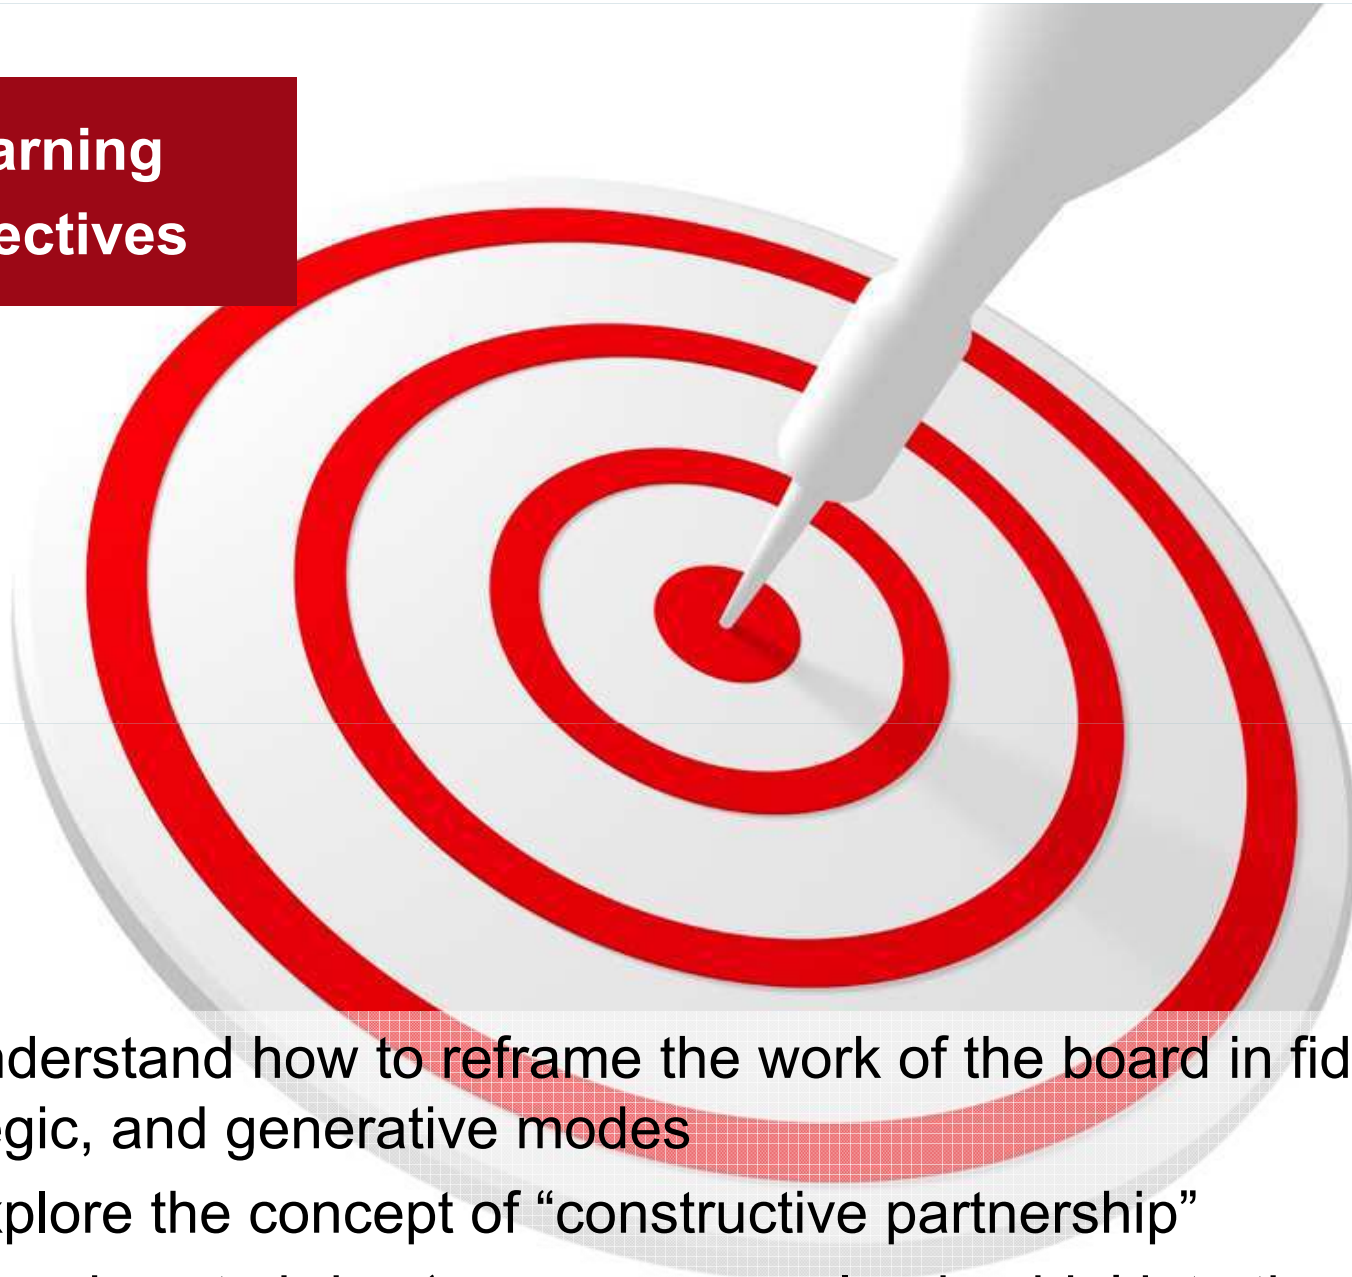 arning
ectives
nderstand how to reframe the work of the board in fid
egic, and generative modes
xplore the concept of “constructive partnership”